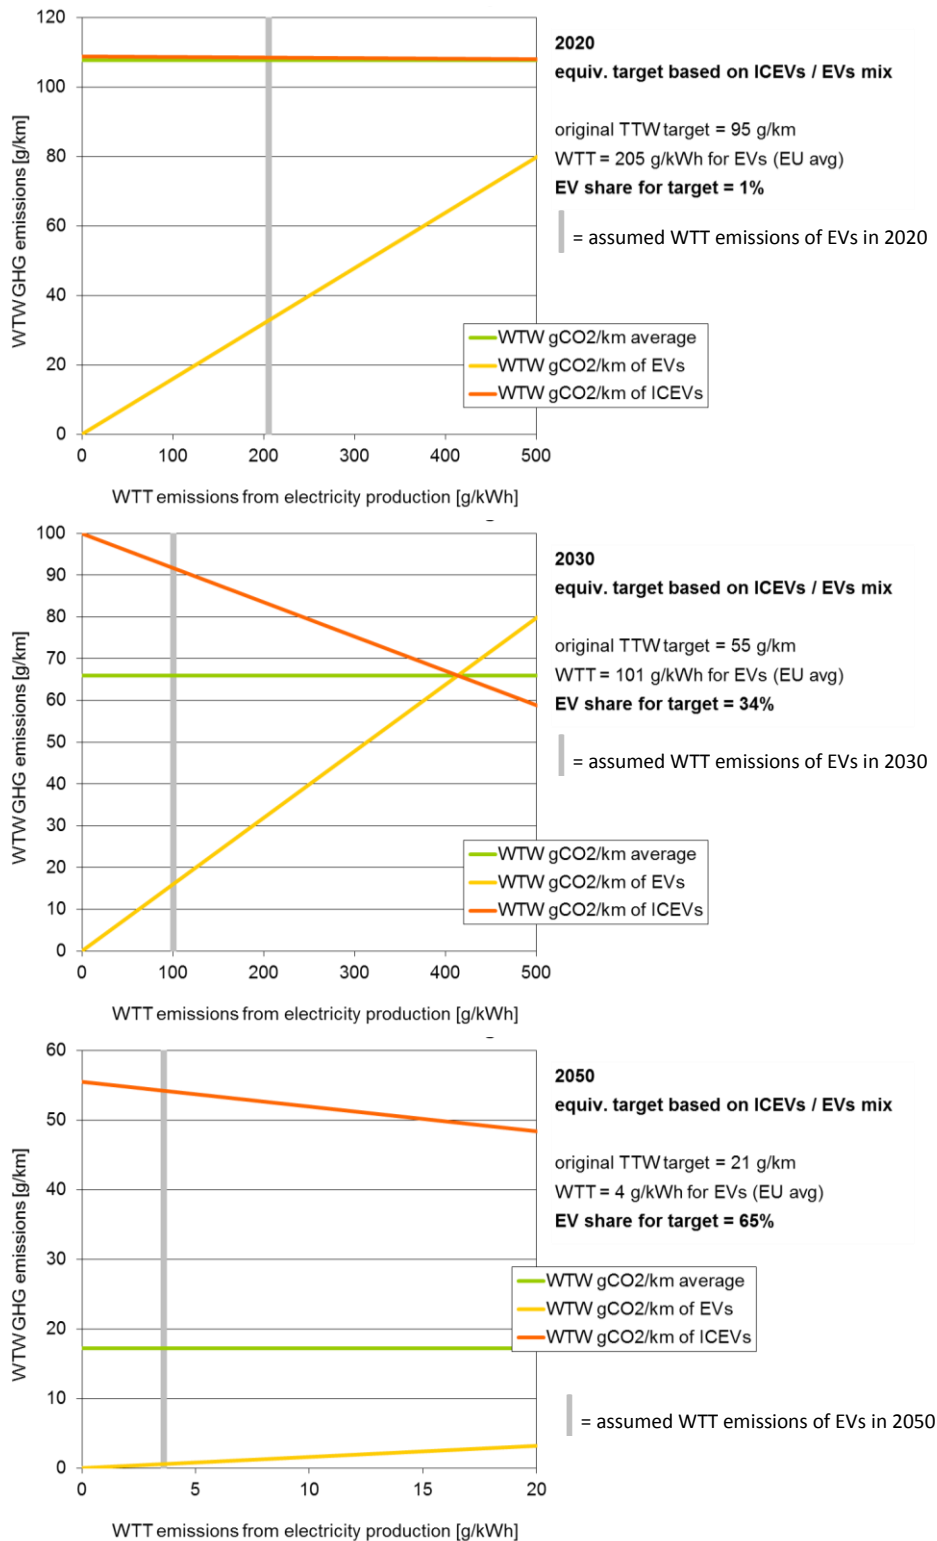 120
100
80
60
40
20
0
0 100 200 300 400 500
WTW GHG emissions [g/km]
WTT emissions from electricity production [g/kWh]
2020
equiv. target based on ICEVs / EVs mix
original TTW target = 95 g/km
WTT = 205 g/kWh for EVs (EU avg)
EV share for target = 1%
= assumed WTT emissions of EVs in 2020
WTW gCO2/km average
WTW gCO2/km of EVs
WTW gCO2/km of ICEVs
100
90
80
70
60
50
40
30
20
10
0
0 100 200 300 400 500
WTW GHG emissions [g/km]
WTT emissions from electricity production [g/kWh]
2030
equiv. target based on ICEVs / EVs mix
original TTW target = 55 g/km
WTT = 101 g/kWh for EVs (EU avg)
EV share for target = 34%
= assumed WTT emissions of EVs in 2030
WTW gCO2/km average
WTW gCO2/km of EVs
WTW gCO2/km of ICEVs
60
50
40
30
20
10
0
0 5 10 15 20
WTW GHG emissions [g/km]
WTT emissions from electricity production [g/kWh]
2050
equiv. target based on ICEVs / EVs mix
original TTW target = 21 g/km
WTT = 4 g/kWh for EVs (EU avg)
EV share for target = 65%
WTW gCO2/km average
WTW gCO2/km of EVs
WTW gCO2/km of ICEVs
= assumed WTT emissions of EVs in 2050